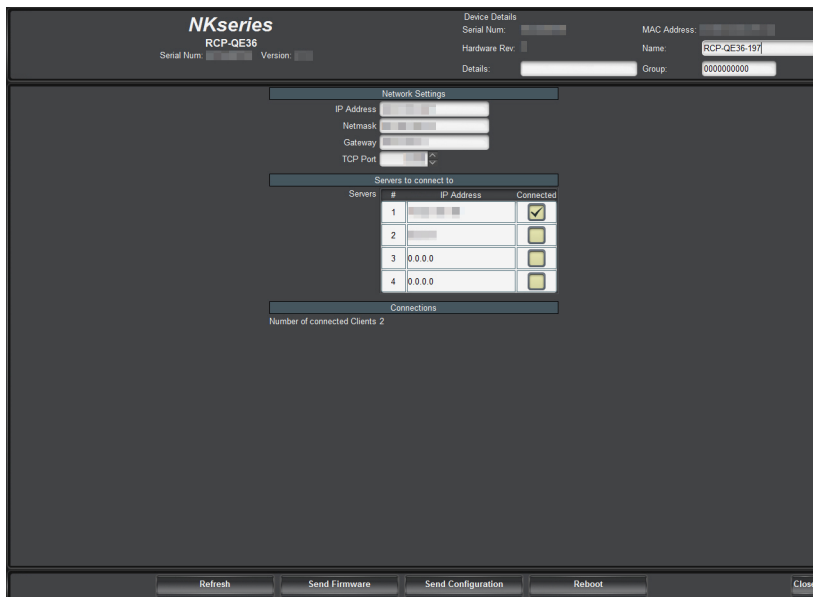 NKseries
RCP-QE36
Serial Num: Version:
Device Details
Serial Num: MAC Address:
Hardware Rev: Name: RCP-QE36-197
Details: Group: 0000000000
Network Settings
IP Address
Netmask
Gateway
TCP Port
Servers to connect to
Servers # IP Address Connected
1
2
3 0.0.0.0
4 0.0.0.0
Connections
Number of connected Clients 2
Refresh Send Firmware Send Configuration Reboot Close